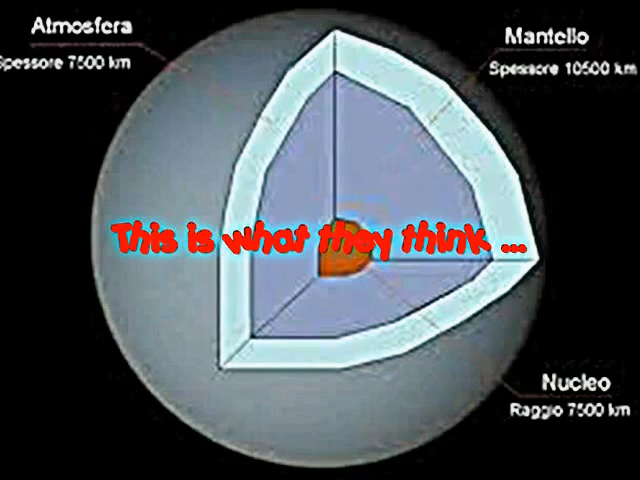 Atmosfera
Spessore 7500 km
Mantello
Spessore 10500 km
This is what they think ...
Nucleo
Raggio 7500 km